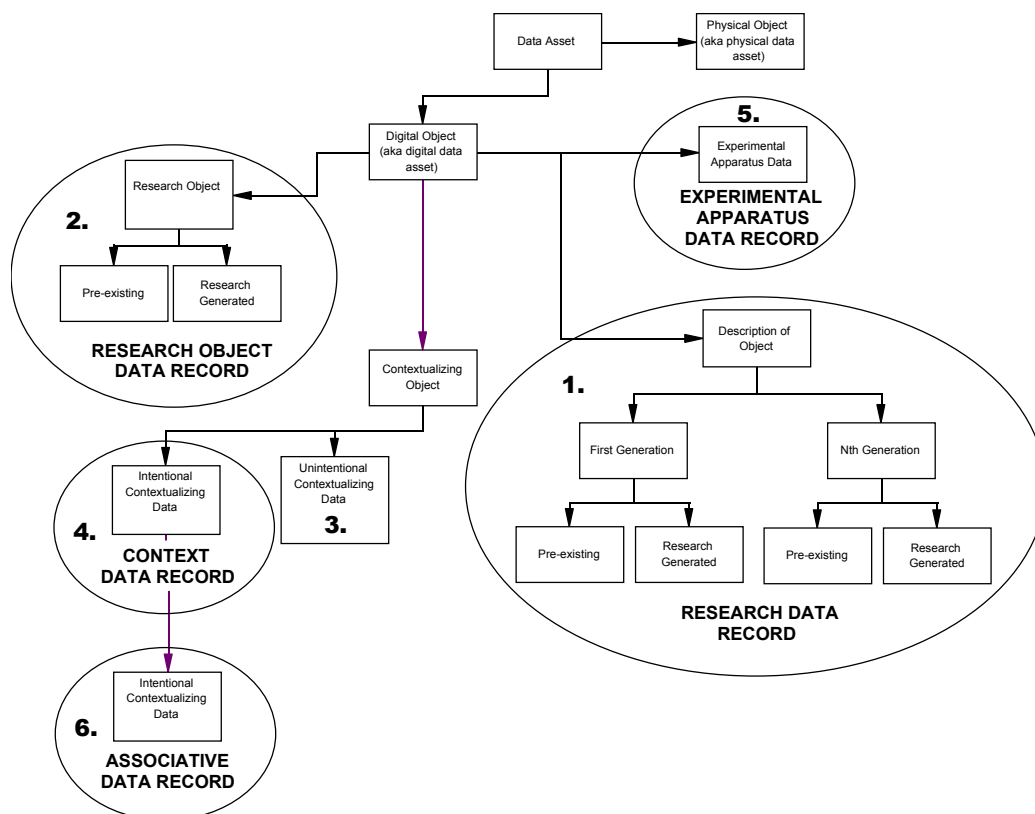 Data Asset
Physical Object
(aka physical data
asset)
Digital Object
(aka digital data
asset)
5.
Experimental
Apparatus Data
EXPERIMENTAL
APPARATUS
DATA RECORD
Research Object
2.
Pre-existing
Research
Generated
RESEARCH OBJECT
DATA RECORD
Contextualizing
Object
Description of
Object
1.
First Generation
Nth Generation
Pre-existing
Research
Generated
Pre-existing
Research
Generated
RESEARCH DATA
RECORD
Intentional
Contextualizing
Data
4.
CONTEXT
DATA RECORD
Unintentional
Contextualizing
Data
3.
Intentional
Contextualizing
Data
6.
ASSOCIATIVE
DATA RECORD